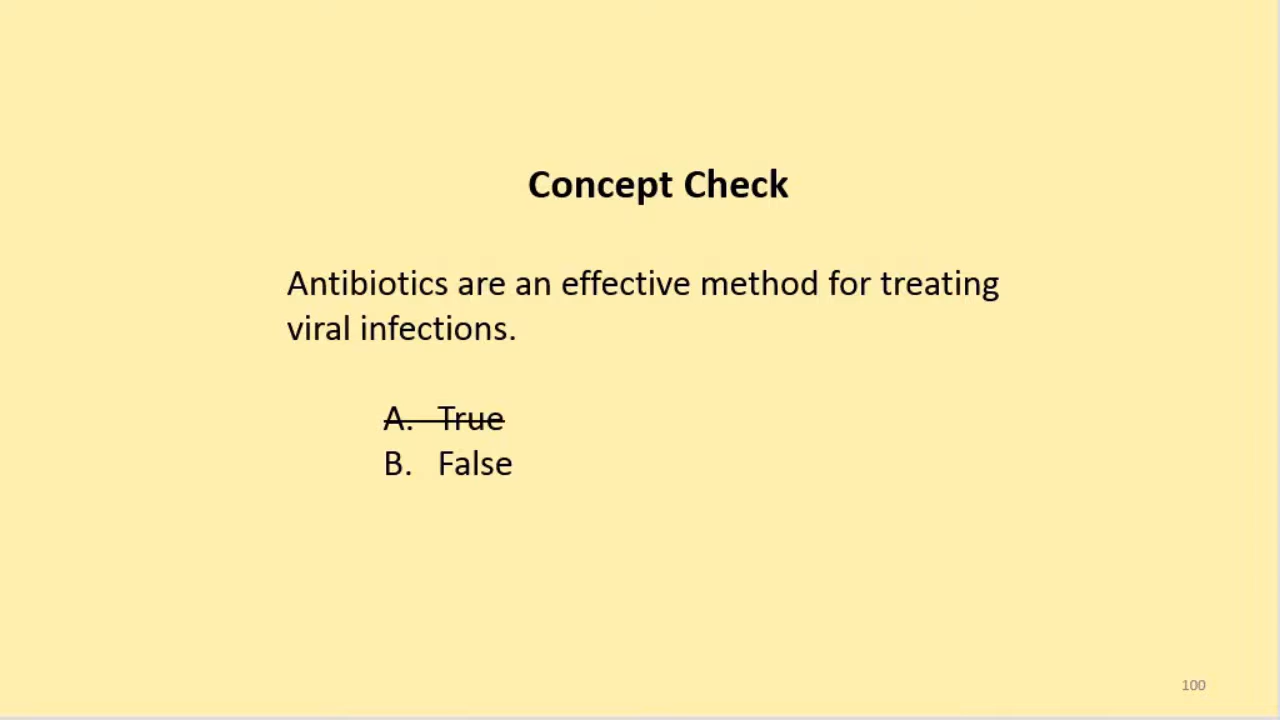 Concept Check
Antibiotics are an effective method for treating
viral infections.
A. True
B. False
100